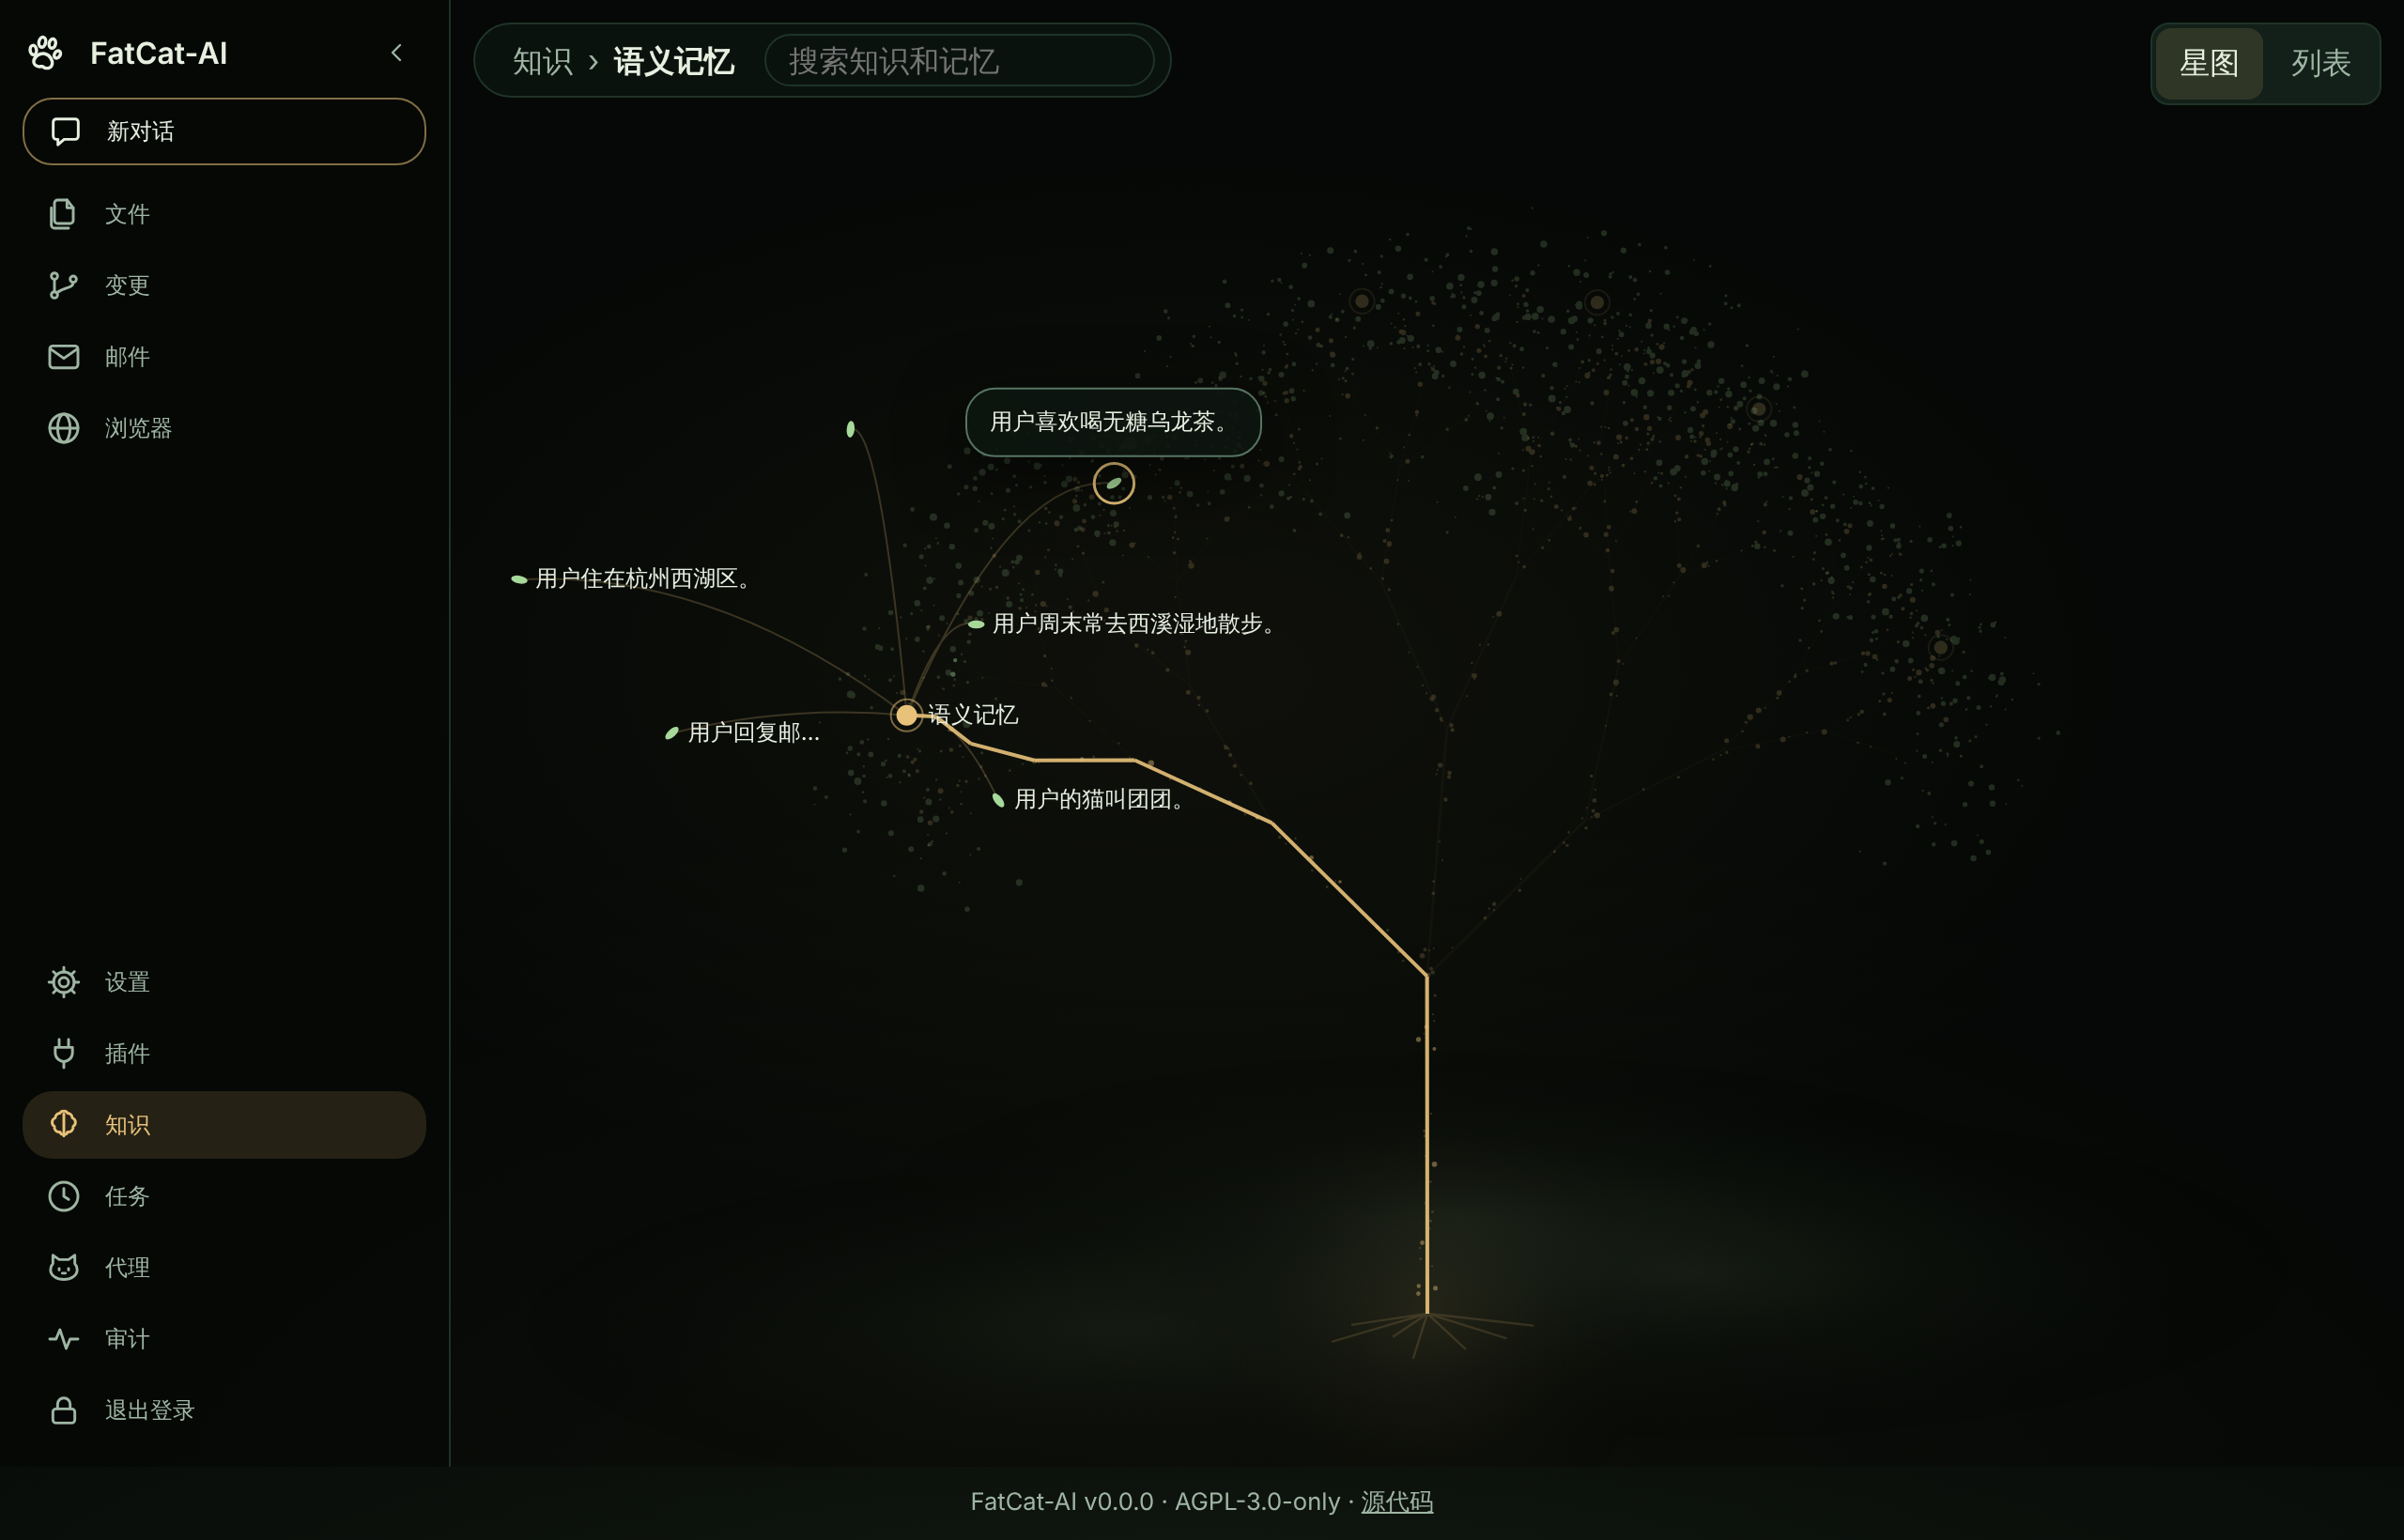 FatCat-AI
新对话
文件
变更
邮件
浏览器
设置
插件
知识
任务
代理
审计
退出登录
知识 › 语义记忆
搜索知识和记忆
星图
列表
用户喜欢喝无糖乌龙茶。
用户住在杭州西湖区。
用户周末常去西溪湿地散步。
语义记忆
用户回复邮...
用户的猫叫团团。
FatCat-AI v0.0.0 · AGPL-3.0-only · 源代码